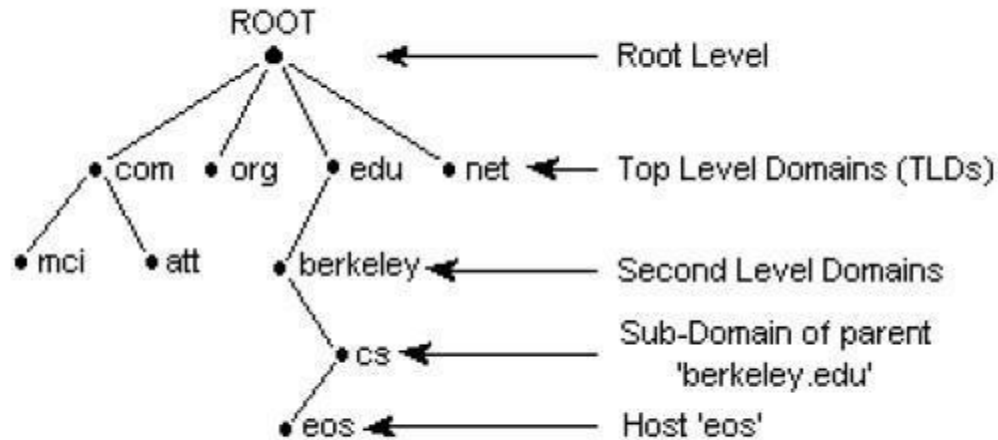 ROOT
Root Level
com org edu net Top Level Domains (TLDs)
mci att berkeley Second Level Domains
cs Sub-Domain of parent
'berkeley.edu'
eos Host 'eos'